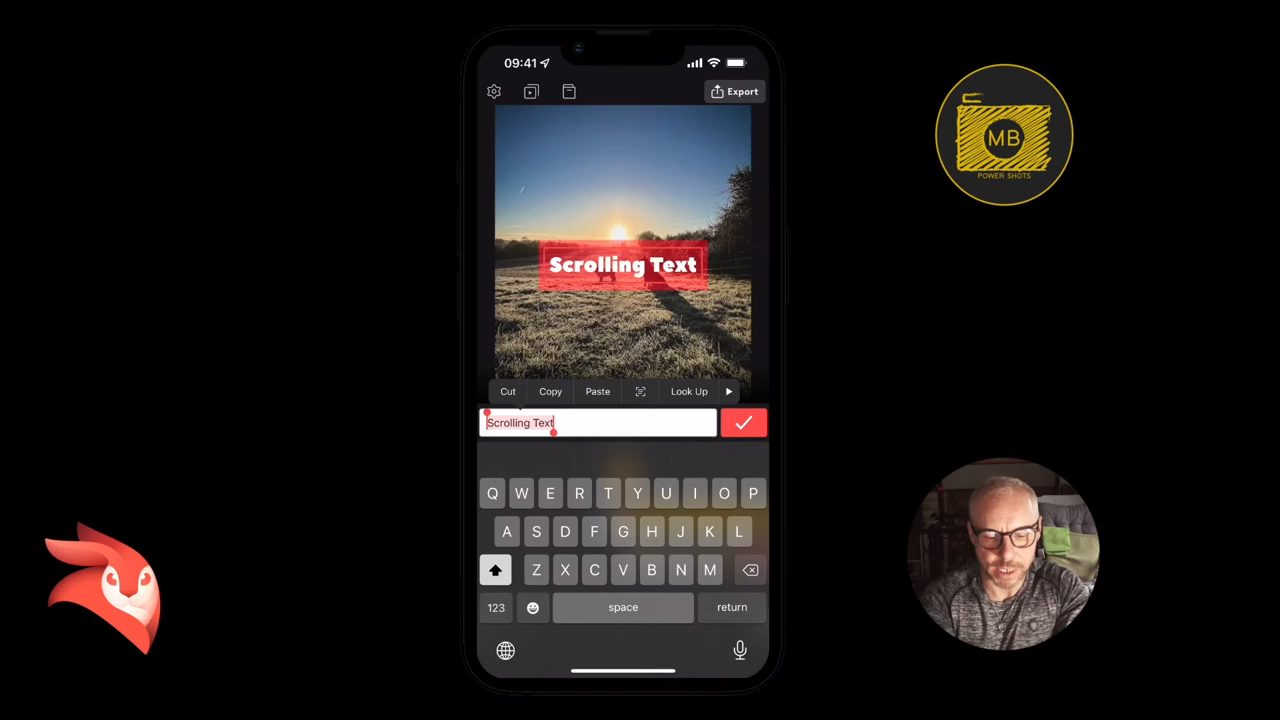 09:41
Export
MB
POWER SHOTS
Scrolling Text
Cut Copy Paste Look Up
Scrolling Text
Q W E R T Y U I O P
A S D F G H J K L
Z X C V B N M
123 space return